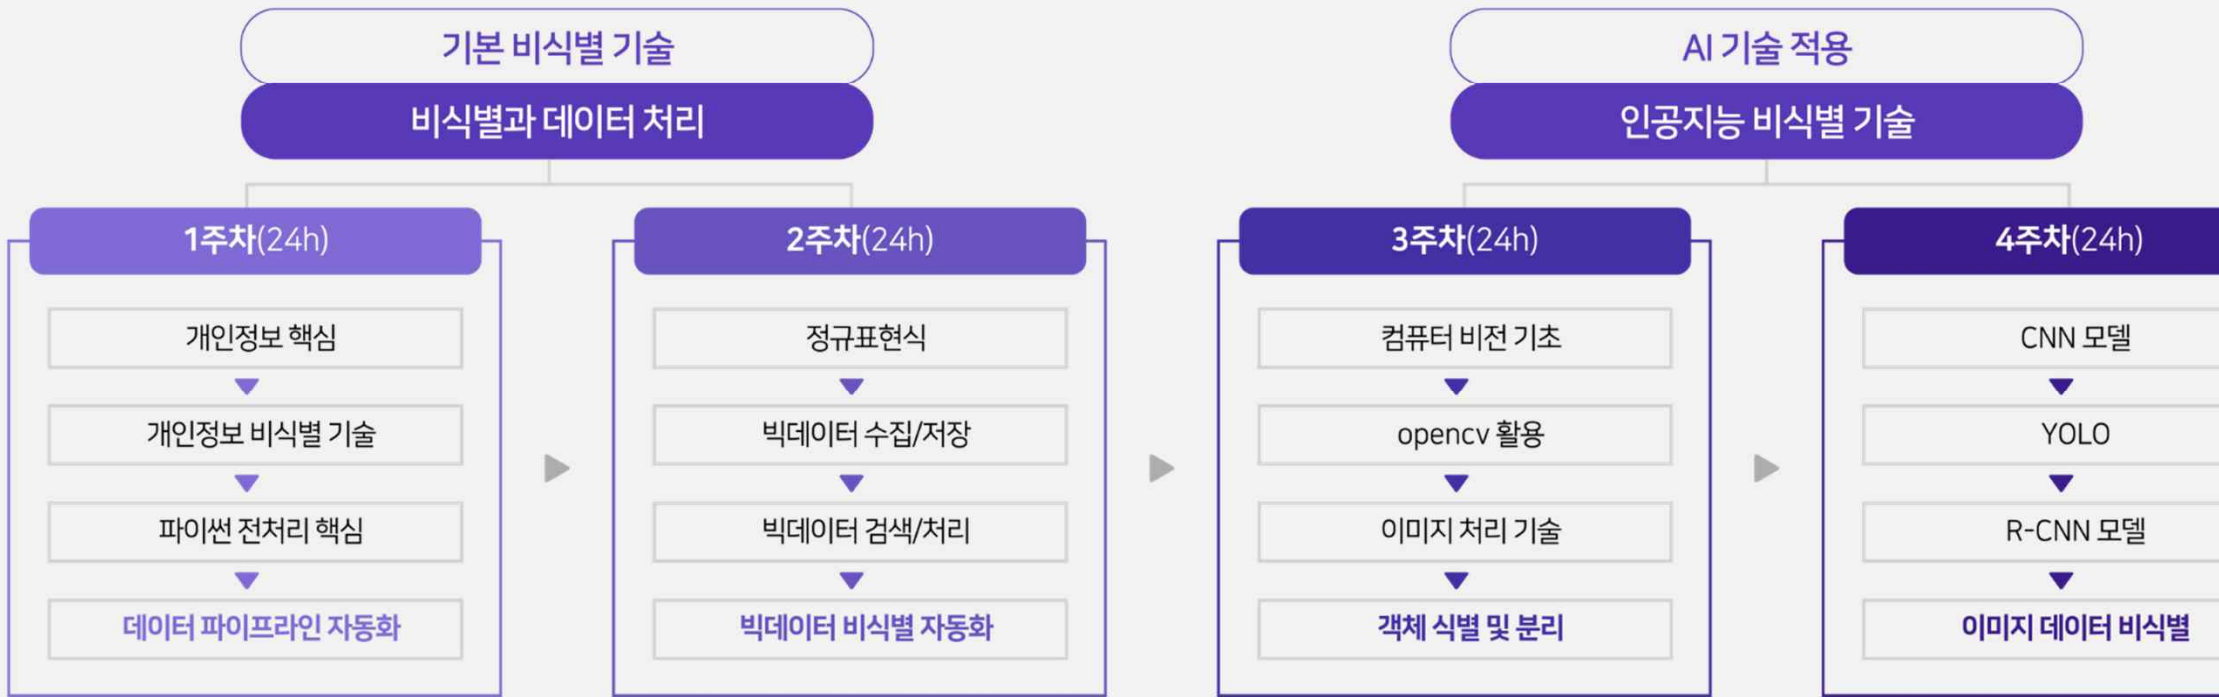 기본 비식별 기술
비식별과 데이터 처리
1주차(24h)
개인정보 핵심
개인정보 비식별 기술
파이썬 전처리 핵심
데이터 파이프라인 자동화
2주차(24h)
정규표현식
빅데이터 수집/저장
빅데이터 검색/처리
빅데이터 비식별 자동화
AI 기술 적용
인공지능 비식별 기술
3주차(24h)
컴퓨터 비전 기초
opencv 활용
이미지 처리 기술
객체 식별 및 분리
4주차(24h)
CNN 모델
YOLO
R-CNN 모델
이미지 데이터 비식별